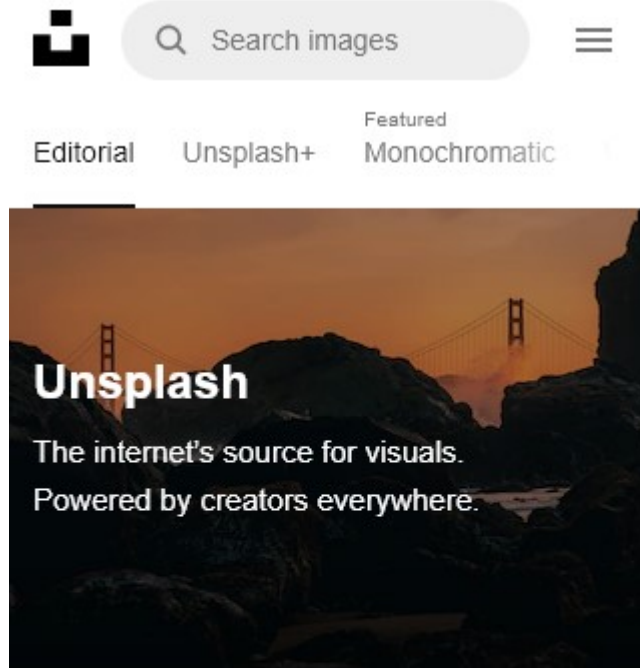 Search images
Featured
Editorial Unsplash+ Monochromatic
Unsplash
The internet's source for visuals.
Powered by creators everywhere.